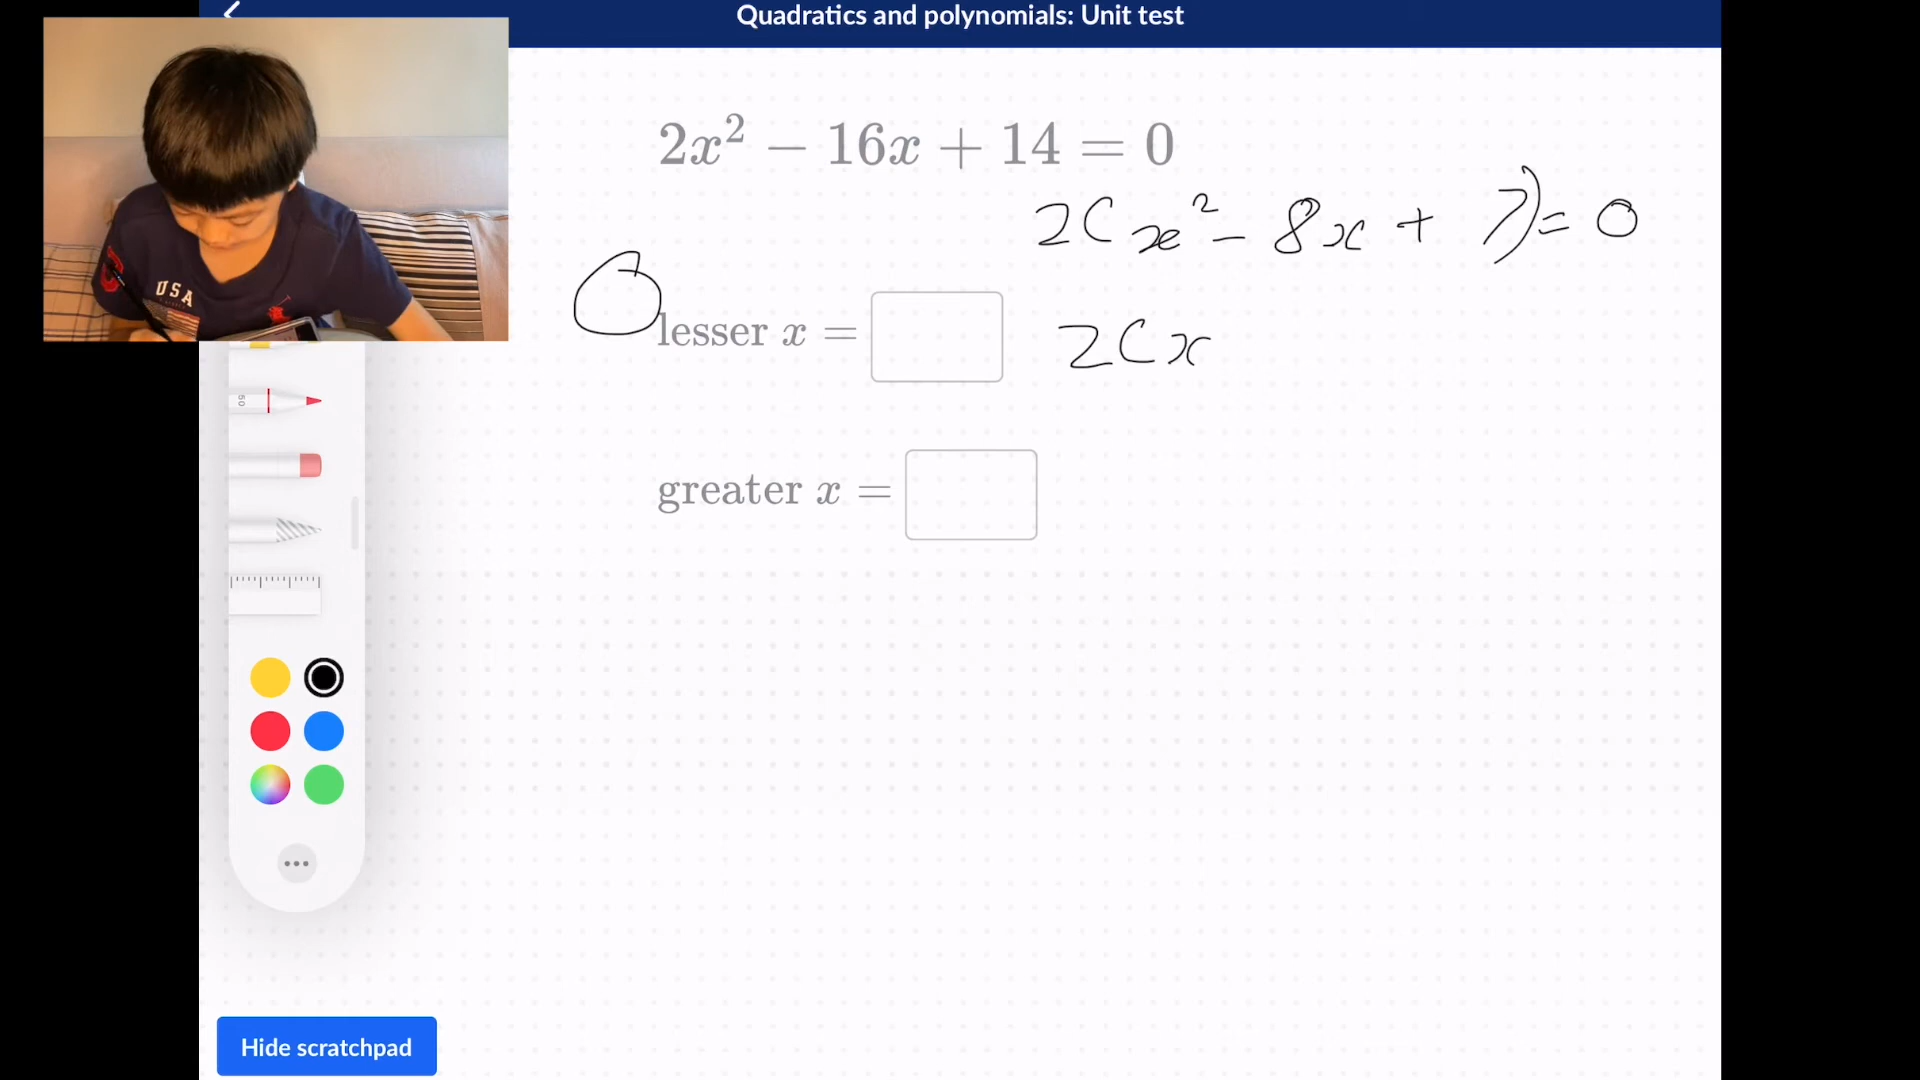 Quadratics and polynomials: Unit test
USA
2x² − 16x + 14 = 0
2(x² - 8x + 7) = 0
lesser x =
2(x
greater x =
50
Hide scratchpad